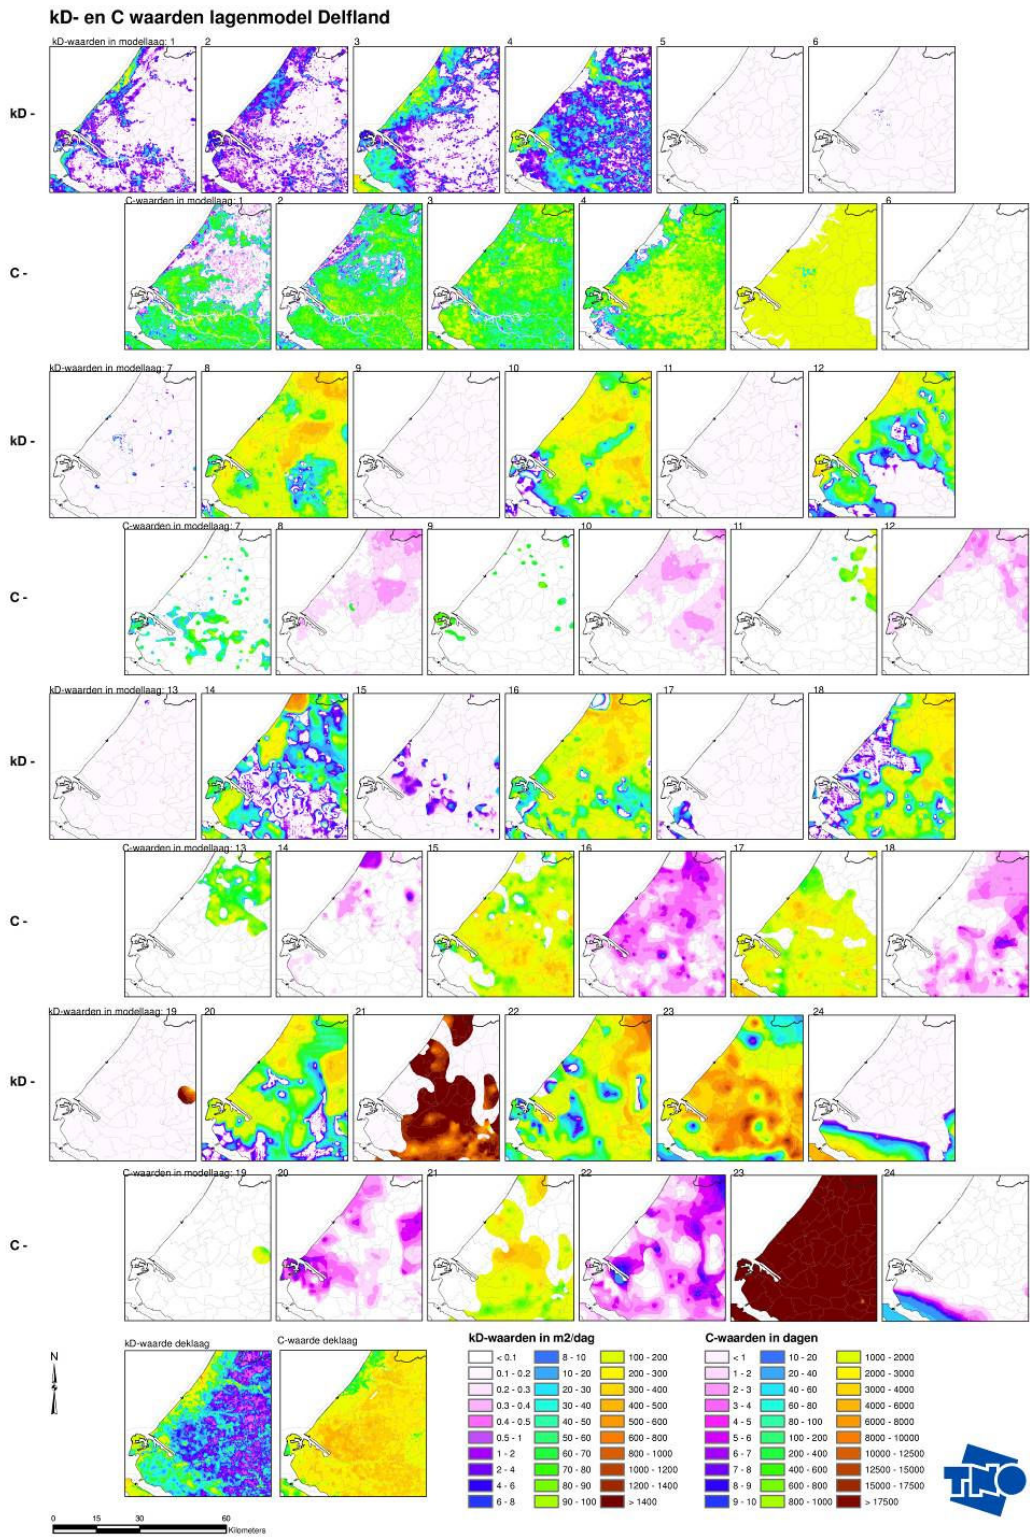 kD- en C waarden lagenmodel Delfland
kD-waarden in modellaag: 1 2 3 4 5 6
kD -
C-waarden in modellaag: 1 2 3 4 5 6
C -
kD-waarden in modellaag: 7 8 9 10 11 12
kD -
C-waarden in modellaag: 7 8 9 10 11 12
C -
kD-waarden in modellaag: 13 14 15 16 17 18
kD -
C-waarden in modellaag: 13 14 15 16 17 18
C -
kD-waarden in modellaag: 19 20 21 22 23 24
kD -
C-waarden in modellaag: 19 20 21 22 23 24
C -
kD-waarde deklaag C-waarde deklaag
kD-waarden in m2/dag C-waarden in dagen
N
< 0.1 8 - 10 100 - 200 < 1 10 - 20 1000 - 2000
0.1 - 0.2 10 - 20 200 - 300 1 - 2 20 - 40 2000 - 3000
0.2 - 0.3 20 - 30 300 - 400 2 - 3 40 - 60 3000 - 4000
0.3 - 0.4 30 - 40 400 - 500 3 - 4 60 - 80 4000 - 6000
0.4 - 0.5 40 - 50 500 - 600 4 - 5 80 - 100 6000 - 8000
0.5 - 1 50 - 60 600 - 800 5 - 6 100 - 200 8000 - 10000
1 - 2 60 - 70 800 - 1000 6 - 7 200 - 400 10000 - 12500
2 - 4 70 - 80 1000 - 1200 7 - 8 400 - 600 12500 - 15000
4 - 6 80 - 90 1200 - 1400 8 - 9 600 - 800 15000 - 17500
6 - 8 90 - 100 > 1400 9 - 10 800 - 1000 > 17500
TNO
0 15 30 60
Kilometers